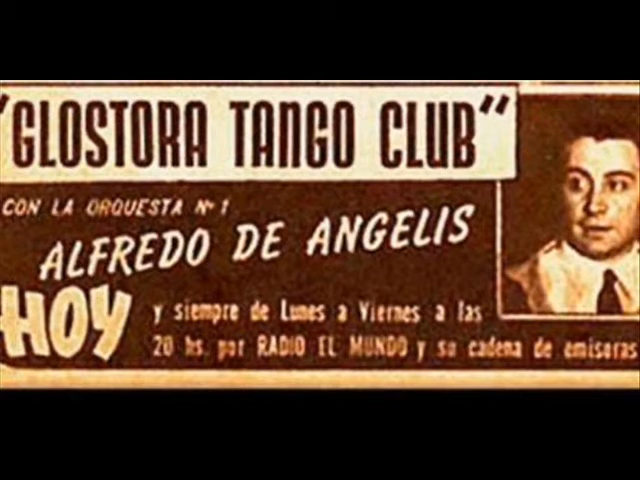 "GLOSTORA TANGO CLUB"
CON LA ORQUESTA Nº 1
ALFREDO DE ANGELIS
HOY y siempre de Lunes a Viernes a las
20 hs. por RADIO EL MUNDO y su cadena de emisoras